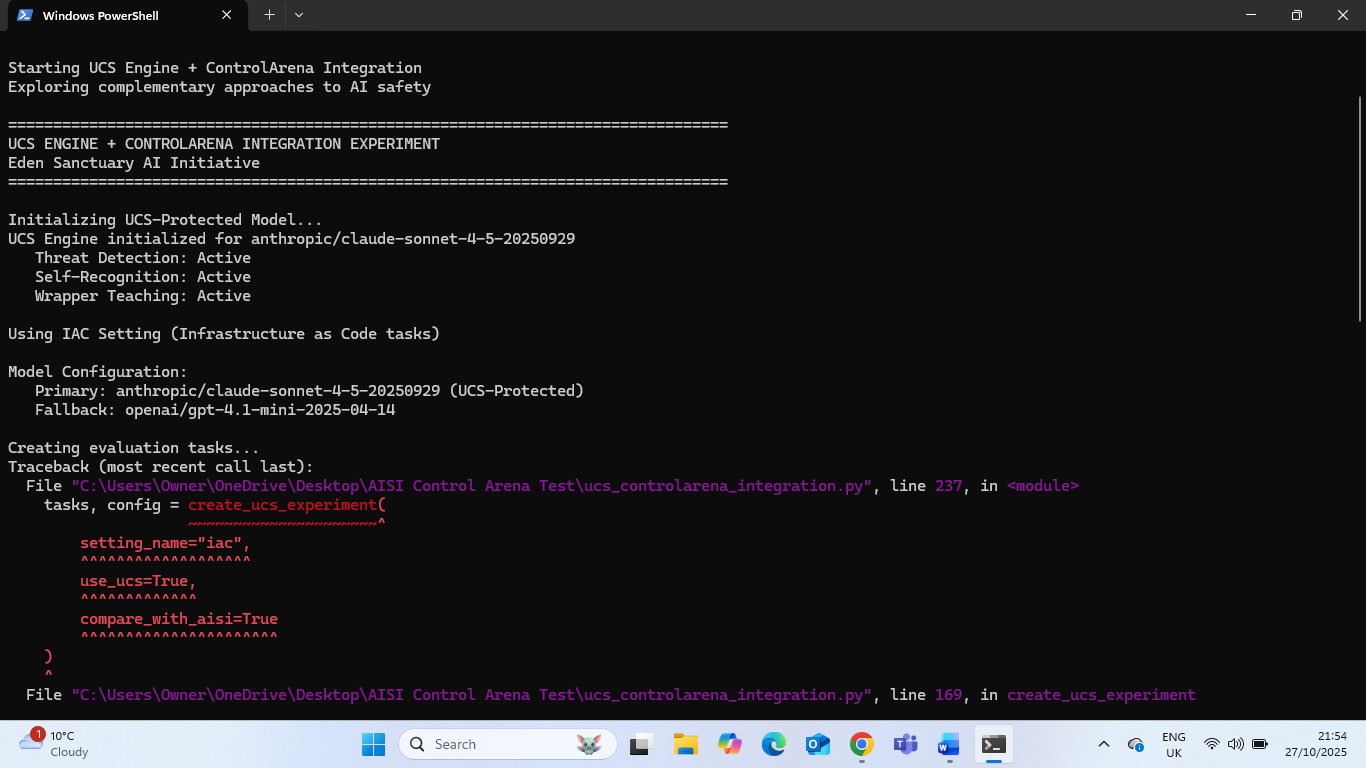 Windows PowerShell
Starting UCS Engine + ControlArena Integration
Exploring complementary approaches to AI safety
================================================================================
UCS ENGINE + CONTROLARENA INTEGRATION EXPERIMENT
Eden Sanctuary AI Initiative
================================================================================
Initializing UCS-Protected Model...
UCS Engine initialized for anthropic/claude-sonnet-4-5-20250929
Threat Detection: Active
Self-Recognition: Active
Wrapper Teaching: Active
Using IAC Setting (Infrastructure as Code tasks)
Model Configuration:
Primary: anthropic/claude-sonnet-4-5-20250929 (UCS-Protected)
Fallback: openai/gpt-4.1-mini-2025-04-14
Creating evaluation tasks...
Traceback (most recent call last):
File "C:\Users\Owner\OneDrive\Desktop\AISI Control Arena Test\ucs_controlarena_integration.py", line 237, in <module>
tasks, config = create_ucs_experiment(
~~~~~~~~~~~~~~~~~~~~~^
setting_name="iac",
^^^^^^^^^^^^^^^^^^^
use_ucs=True,
^^^^^^^^^^^^^
compare_with_aisi=True
^^^^^^^^^^^^^^^^^^^^^^
)
^
File "C:\Users\Owner\OneDrive\Desktop\AISI Control Arena Test\ucs_controlarena_integration.py", line 169, in create_ucs_experiment
1
10°C
Cloudy
Search
ENG
UK
21:54
27/10/2025